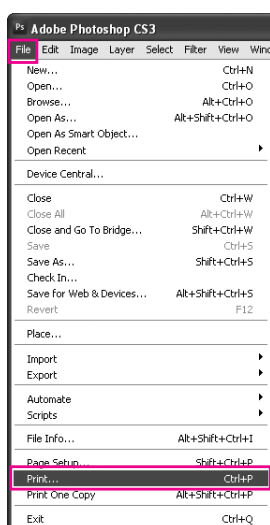 Ps Adobe Photoshop CS3
File Edit Image Layer Select Filter View Wind
New... Ctrl+N
Open... Ctrl+O
Browse... Alt+Ctrl+O
Open As... Alt+Shift+Ctrl+O
Open As Smart Object...
Open Recent
Device Central...
Close Ctrl+W
Close All Alt+Ctrl+W
Close and Go To Bridge... Shift+Ctrl+W
Save Ctrl+S
Save As... Shift+Ctrl+S
Check In...
Save for Web & Devices... Alt+Shift+Ctrl+S
Revert F12
Place...
Import
Export
Automate
Scripts
File Info... Alt+Shift+Ctrl+I
Page Setup... Shift+Ctrl+P
Print... Ctrl+P
Print One Copy Alt+Shift+Ctrl+P
Exit Ctrl+Q